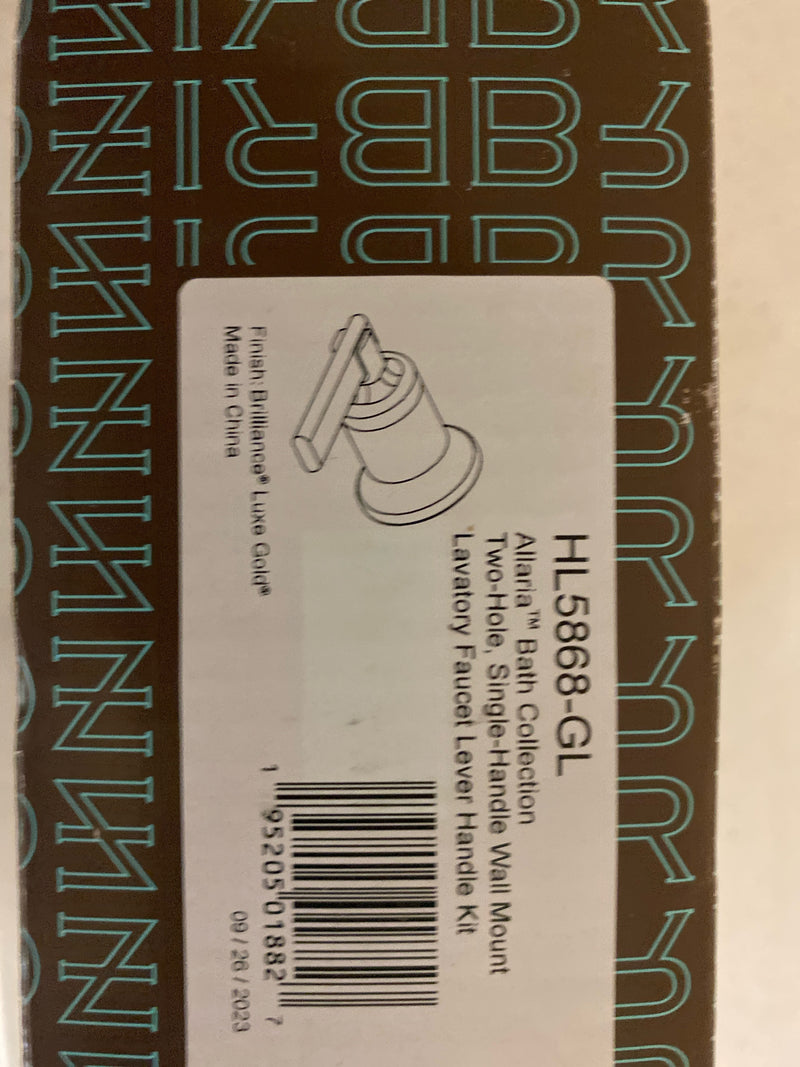 HL5868-GL
Allaria™ Bath Collection
Two-Hole, Single-Handle Wall Mount
Lavatory Faucet Lever Handle Kit
Finish: Brilliance® Luxe Gold®
Made in China
1 95205 01882 7
09 / 26 / 2023